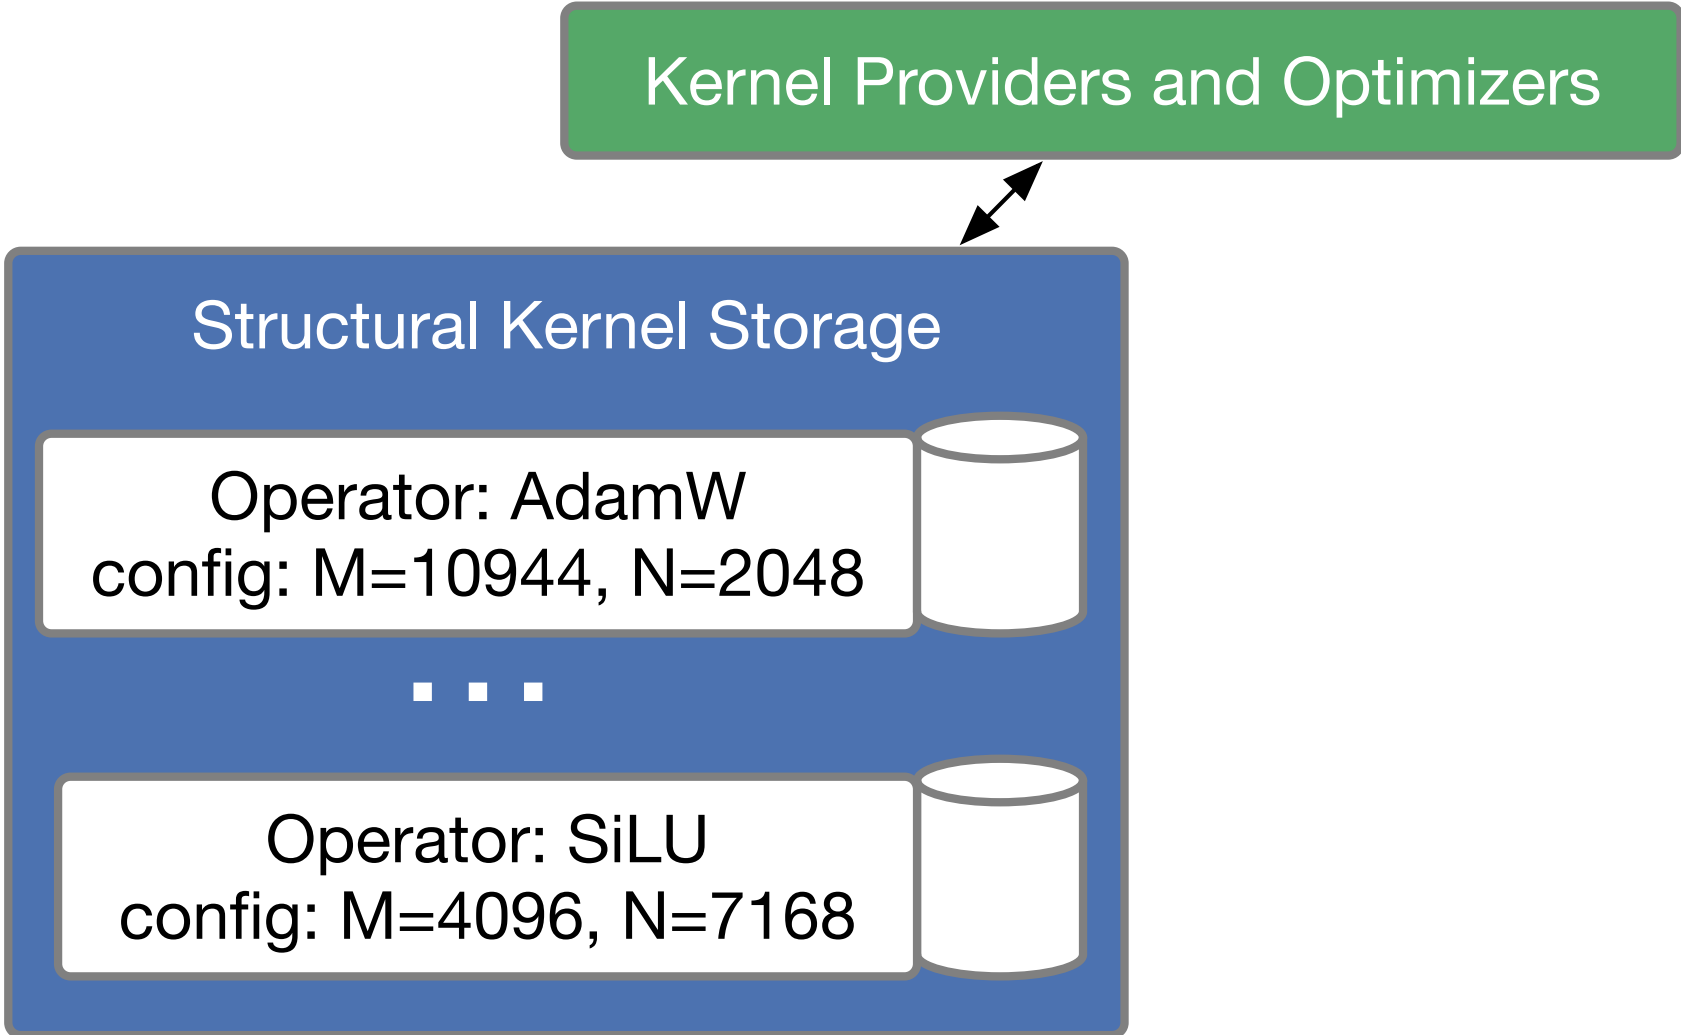 Kernel Providers and Optimizers
Structural Kernel Storage
Operator: AdamW
config: M=10944, N=2048
...
Operator: SiLU
config: M=4096, N=7168